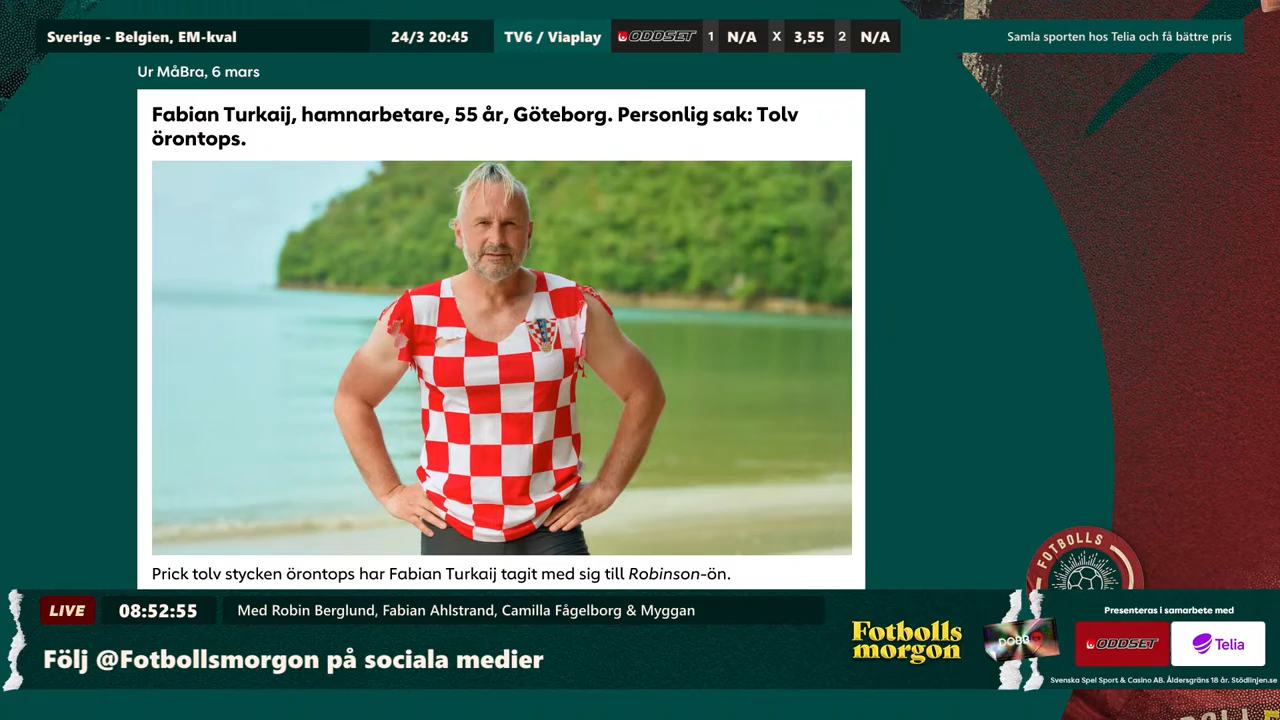 Sverige - Belgien, EM-kval
24/3 20:45
TV6 / Viaplay
ODDSET
1
N/A
X
3,55
2
N/A
Samla sporten hos Telia och få bättre pris
Ur MåBra, 6 mars
Fabian Turkaij, hamnarbetare, 55 år, Göteborg. Personlig sak: Tolv
örontops.
Prick tolv stycken örontops har Fabian Turkaij tagit med sig till Robinson-ön.
FOTBOLLS
LIVE
08:52:55
Med Robin Berglund, Fabian Ahlstrand, Camilla Fågelborg & Myggan
Följ @Fotbollsmorgon på sociala medier
Fotbolls
morgon
Presenteras i samarbete med
ODDSET
Telia
Svenska Spel Sport & Casino AB. Åldersgräns 18 år. Stödlinjen.se